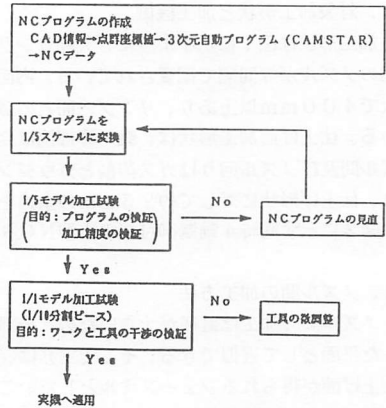 NCプログラムの作成
CAD情報→点群座標値→3次元自動プログラム(CAMSTAR)
→NCデータ
NCプログラムを
1/5スケールに変換
1/5モデル加工試験
(目的:プログラムの検証)
加工精度の検証
No
NCプログラムの見直
Yes
1/1モデル加工試験
(1/10分割ピース)
目的:ワークと工具の干渉の検証
No
工具の微調整
Yes
実機へ適用